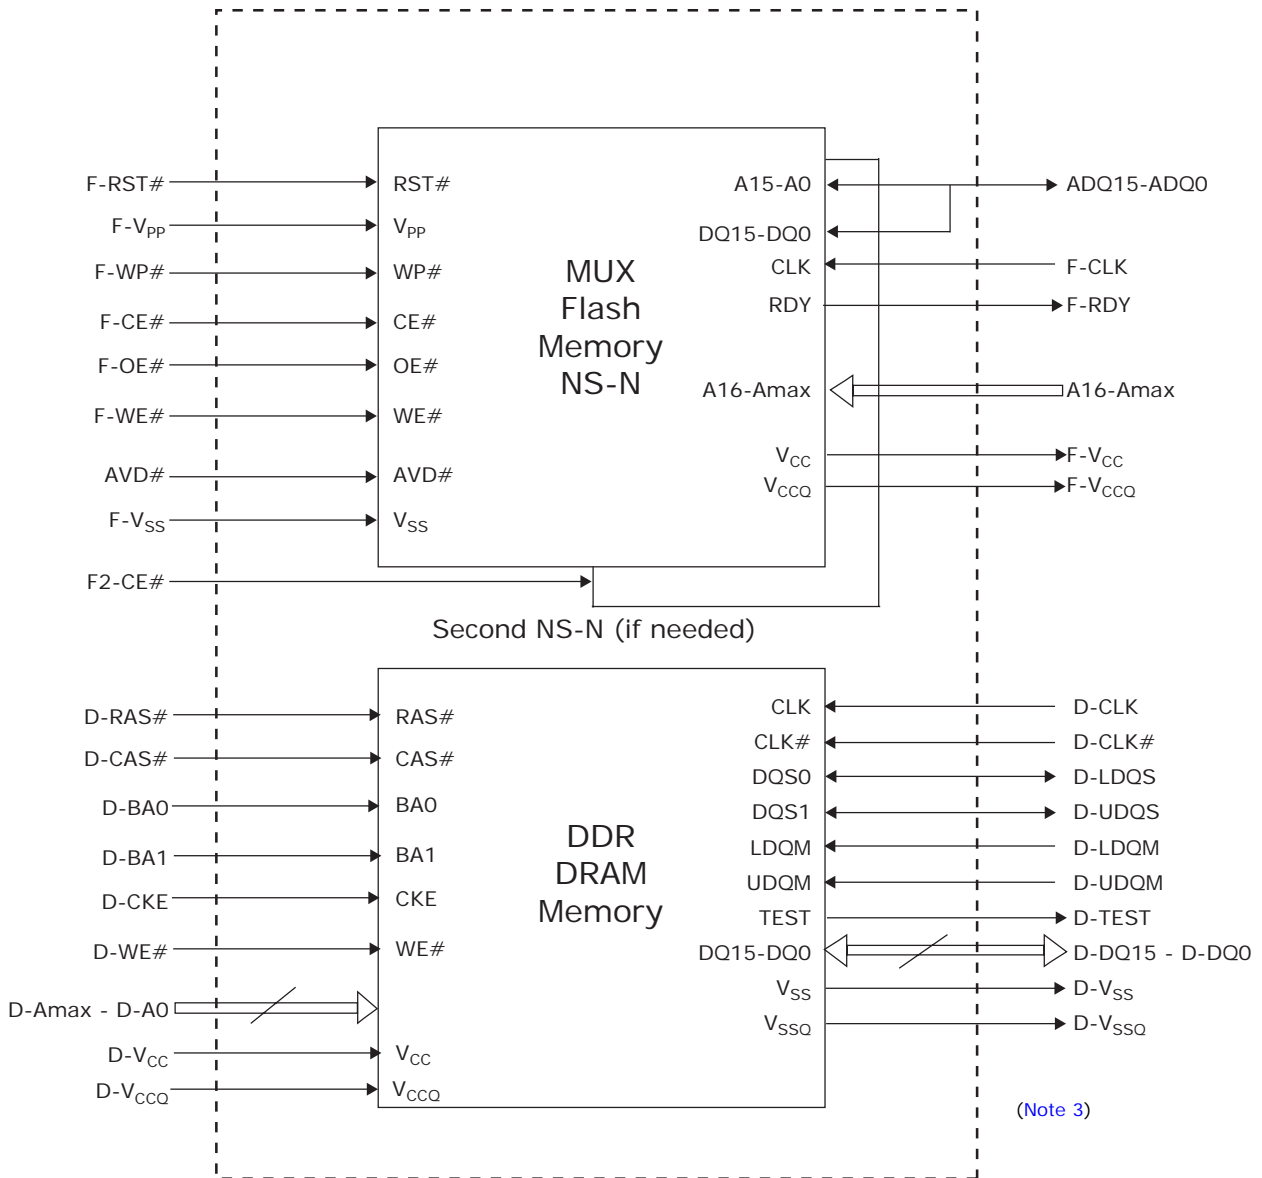 F-RST#
F-VPP
F-WP#
F-CE#
F-OE#
F-WE#
AVD#
F-VSS
F2-CE#
RST#
VPP
WP#
CE#
OE#
WE#
AVD#
VSS
MUX
Flash
Memory
NS-N
A15-A0
DQ15-DQ0
CLK
RDY
A16-Amax
VCC
VCCQ
ADQ15-ADQ0
F-CLK
F-RDY
A16-Amax
F-VCC
F-VCCQ
Second NS-N (if needed)
D-RAS#
D-CAS#
D-BA0
D-BA1
D-CKE
D-WE#
D-Amax - D-A0
D-VCC
D-VCCQ
RAS#
CAS#
BA0
BA1
CKE
WE#
VCC
VCCQ
DDR
DRAM
Memory
CLK
CLK#
DQS0
DQS1
LDQM
UDQM
TEST
DQ15-DQ0
VSS
VSSQ
D-CLK
D-CLK#
D-LDQS
D-UDQS
D-LDQM
D-UDQM
D-TEST
D-DQ15 - D-DQ0
D-VSS
D-VSSQ
(Note 3)